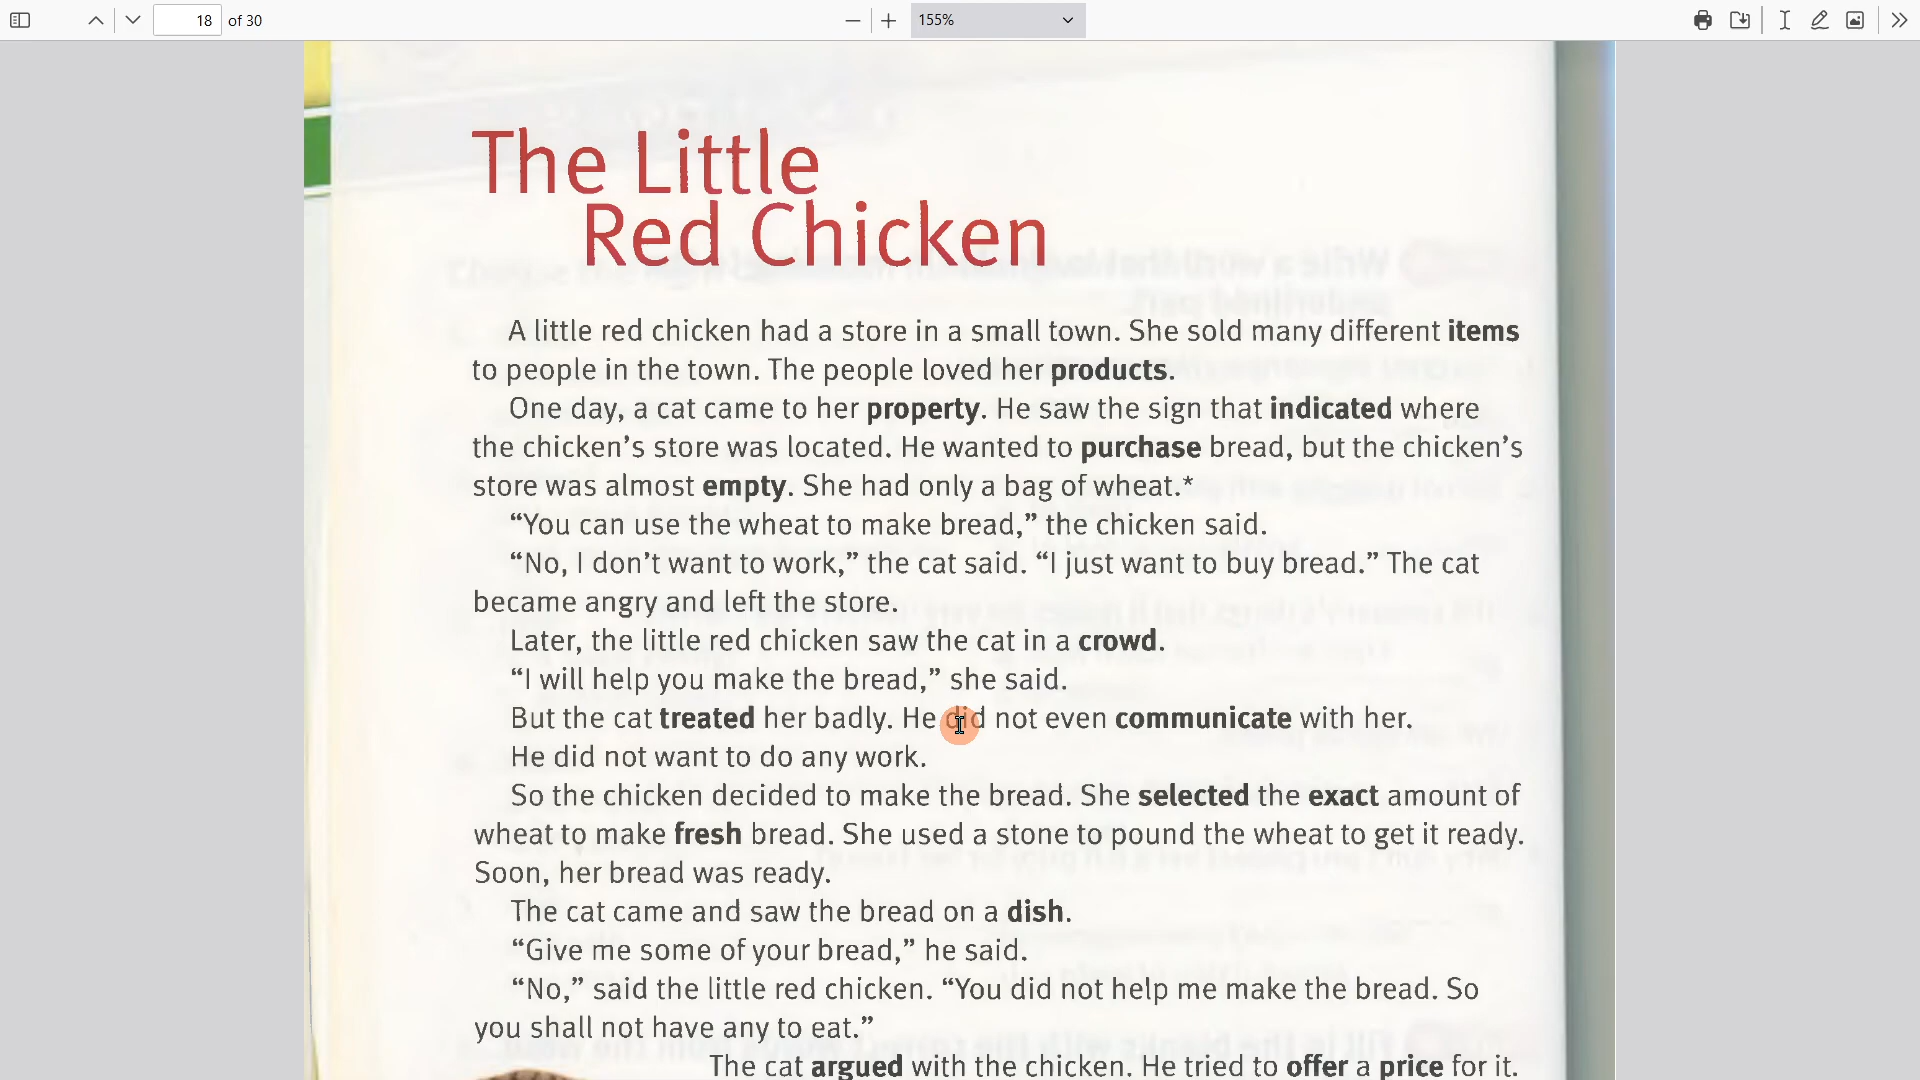 18 of 30 155%
The Little
Red Chicken
A little red chicken had a store in a small town. She sold many different items
to people in the town. The people loved her products.
One day, a cat came to her property. He saw the sign that indicated where
the chicken’s store was located. He wanted to purchase bread, but the chicken’s
store was almost empty. She had only a bag of wheat.*
“You can use the wheat to make bread,” the chicken said.
“No, I don’t want to work,” the cat said. “I just want to buy bread.” The cat
became angry and left the store.
Later, the little red chicken saw the cat in a crowd.
“I will help you make the bread,” she said.
But the cat treated her badly. He did not even communicate with her.
He did not want to do any work.
So the chicken decided to make the bread. She selected the exact amount of
wheat to make fresh bread. She used a stone to pound the wheat to get it ready.
Soon, her bread was ready.
The cat came and saw the bread on a dish.
“Give me some of your bread,” he said.
“No,” said the little red chicken. “You did not help me make the bread. So
you shall not have any to eat.”
The cat argued with the chicken. He tried to offer a price for it.